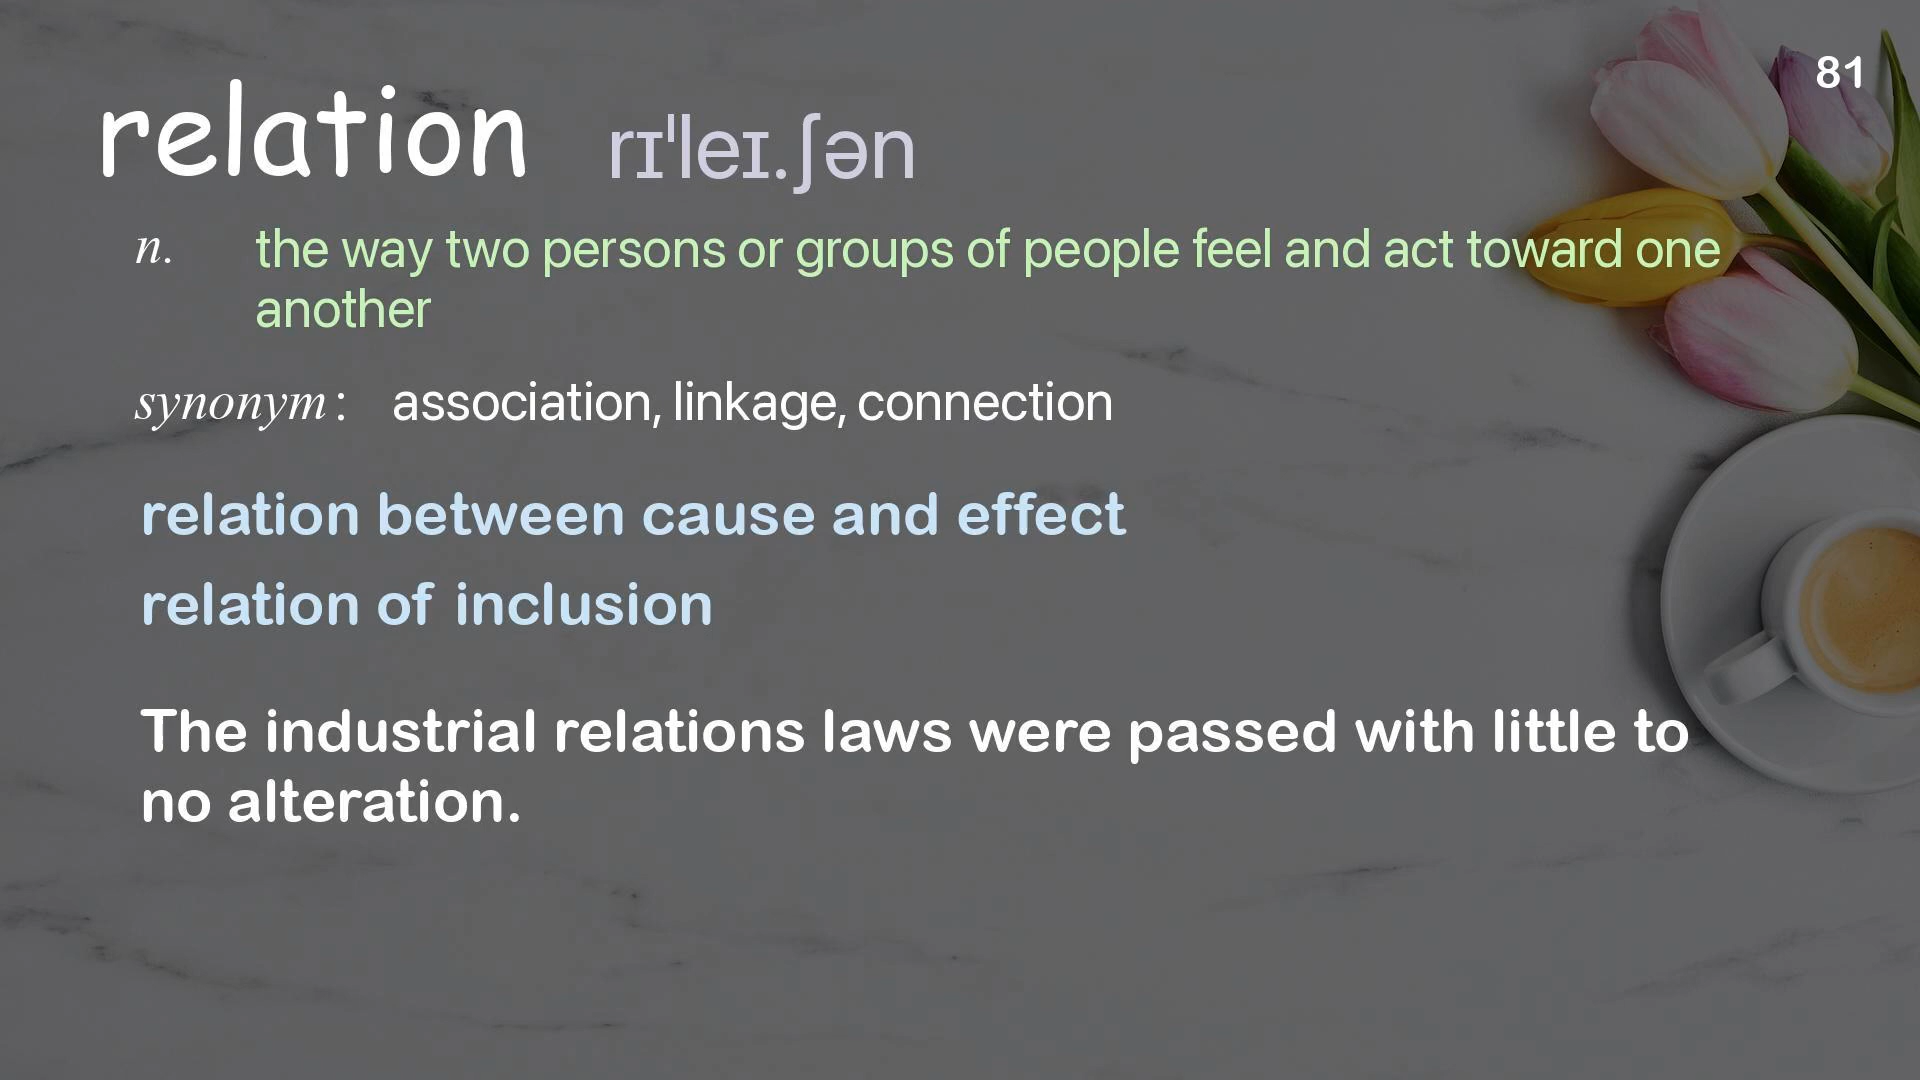 81
relation rɪˈleɪ.ʃən
n. the way two persons or groups of people feel and act toward one
another
synonym: association, linkage, connection
relation between cause and effect
relation of inclusion
The industrial relations laws were passed with little to
no alteration.